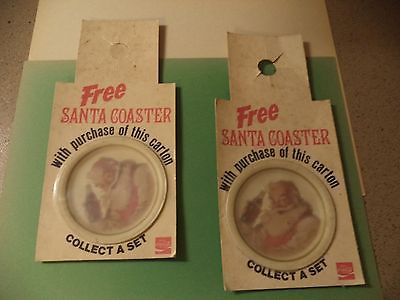 Free
SANTA COASTER
with purchase of this carton
COLLECT A SET
Free
SANTA COASTER
with purchase of this carton
COLLECT A SET